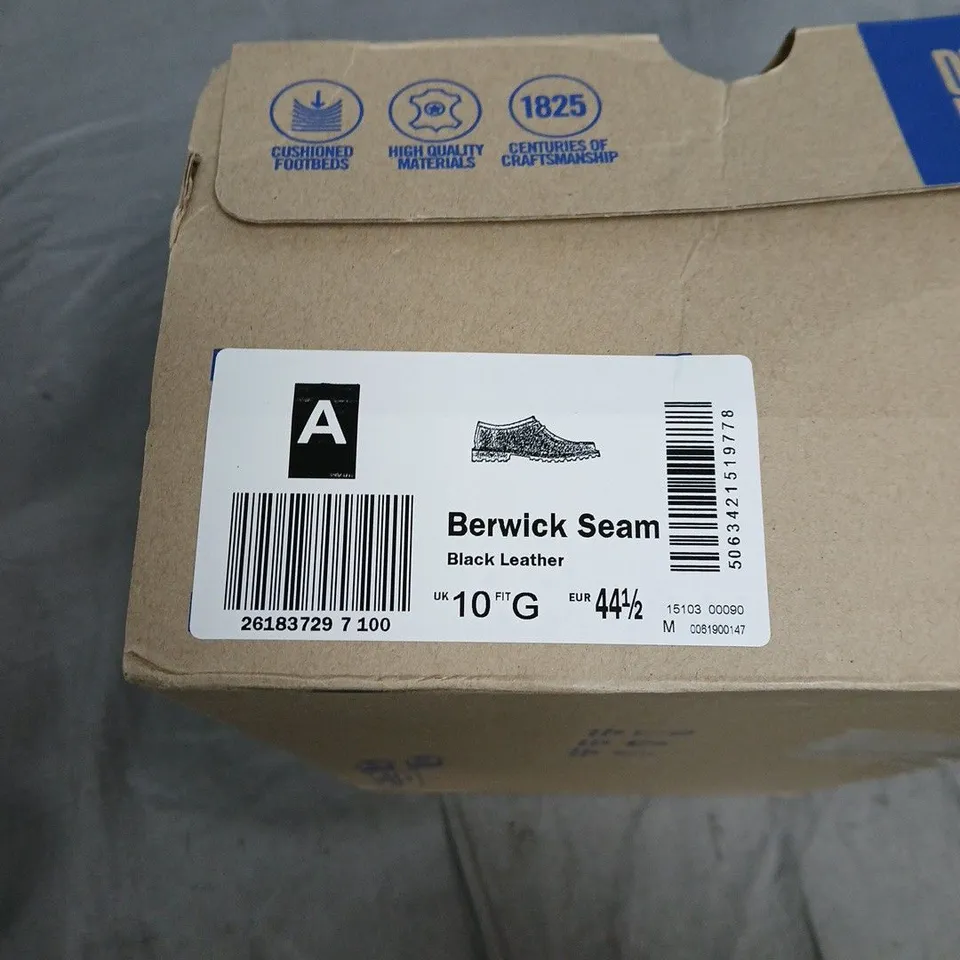 CUSHIONED
FOOTBEDS
HIGH QUALITY
MATERIALS
1825
CENTURIES OF
CRAFTSMANSHIP
A
Berwick Seam
Black Leather
UK 10 FIT G EUR 44½
26183729 7 100
5063421519778
15103 00090
M 0061900147